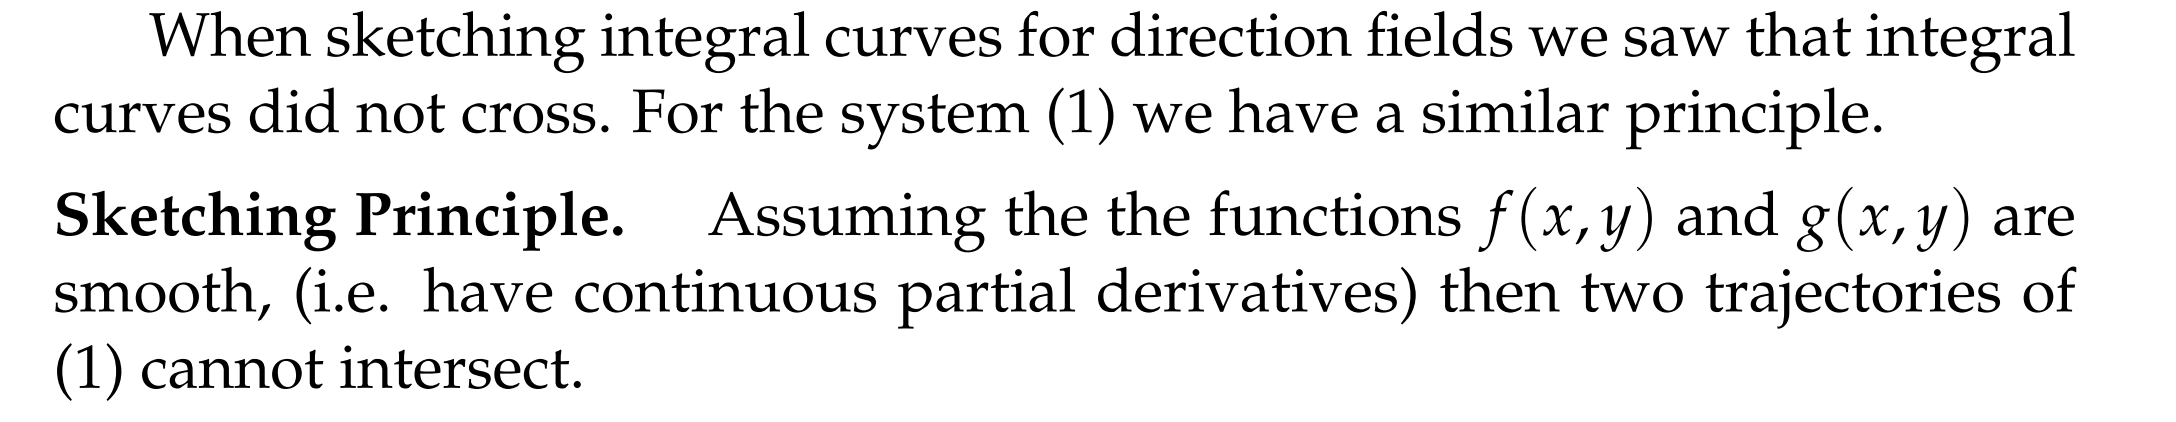 When sketching integral curves for direction fields we saw that integral
curves did not cross. For the system (1) we have a similar principle.
Sketching Principle. Assuming the the functions f(x, y) and g(x, y) are
smooth, (i.e. have continuous partial derivatives) then two trajectories of
(1) cannot intersect.